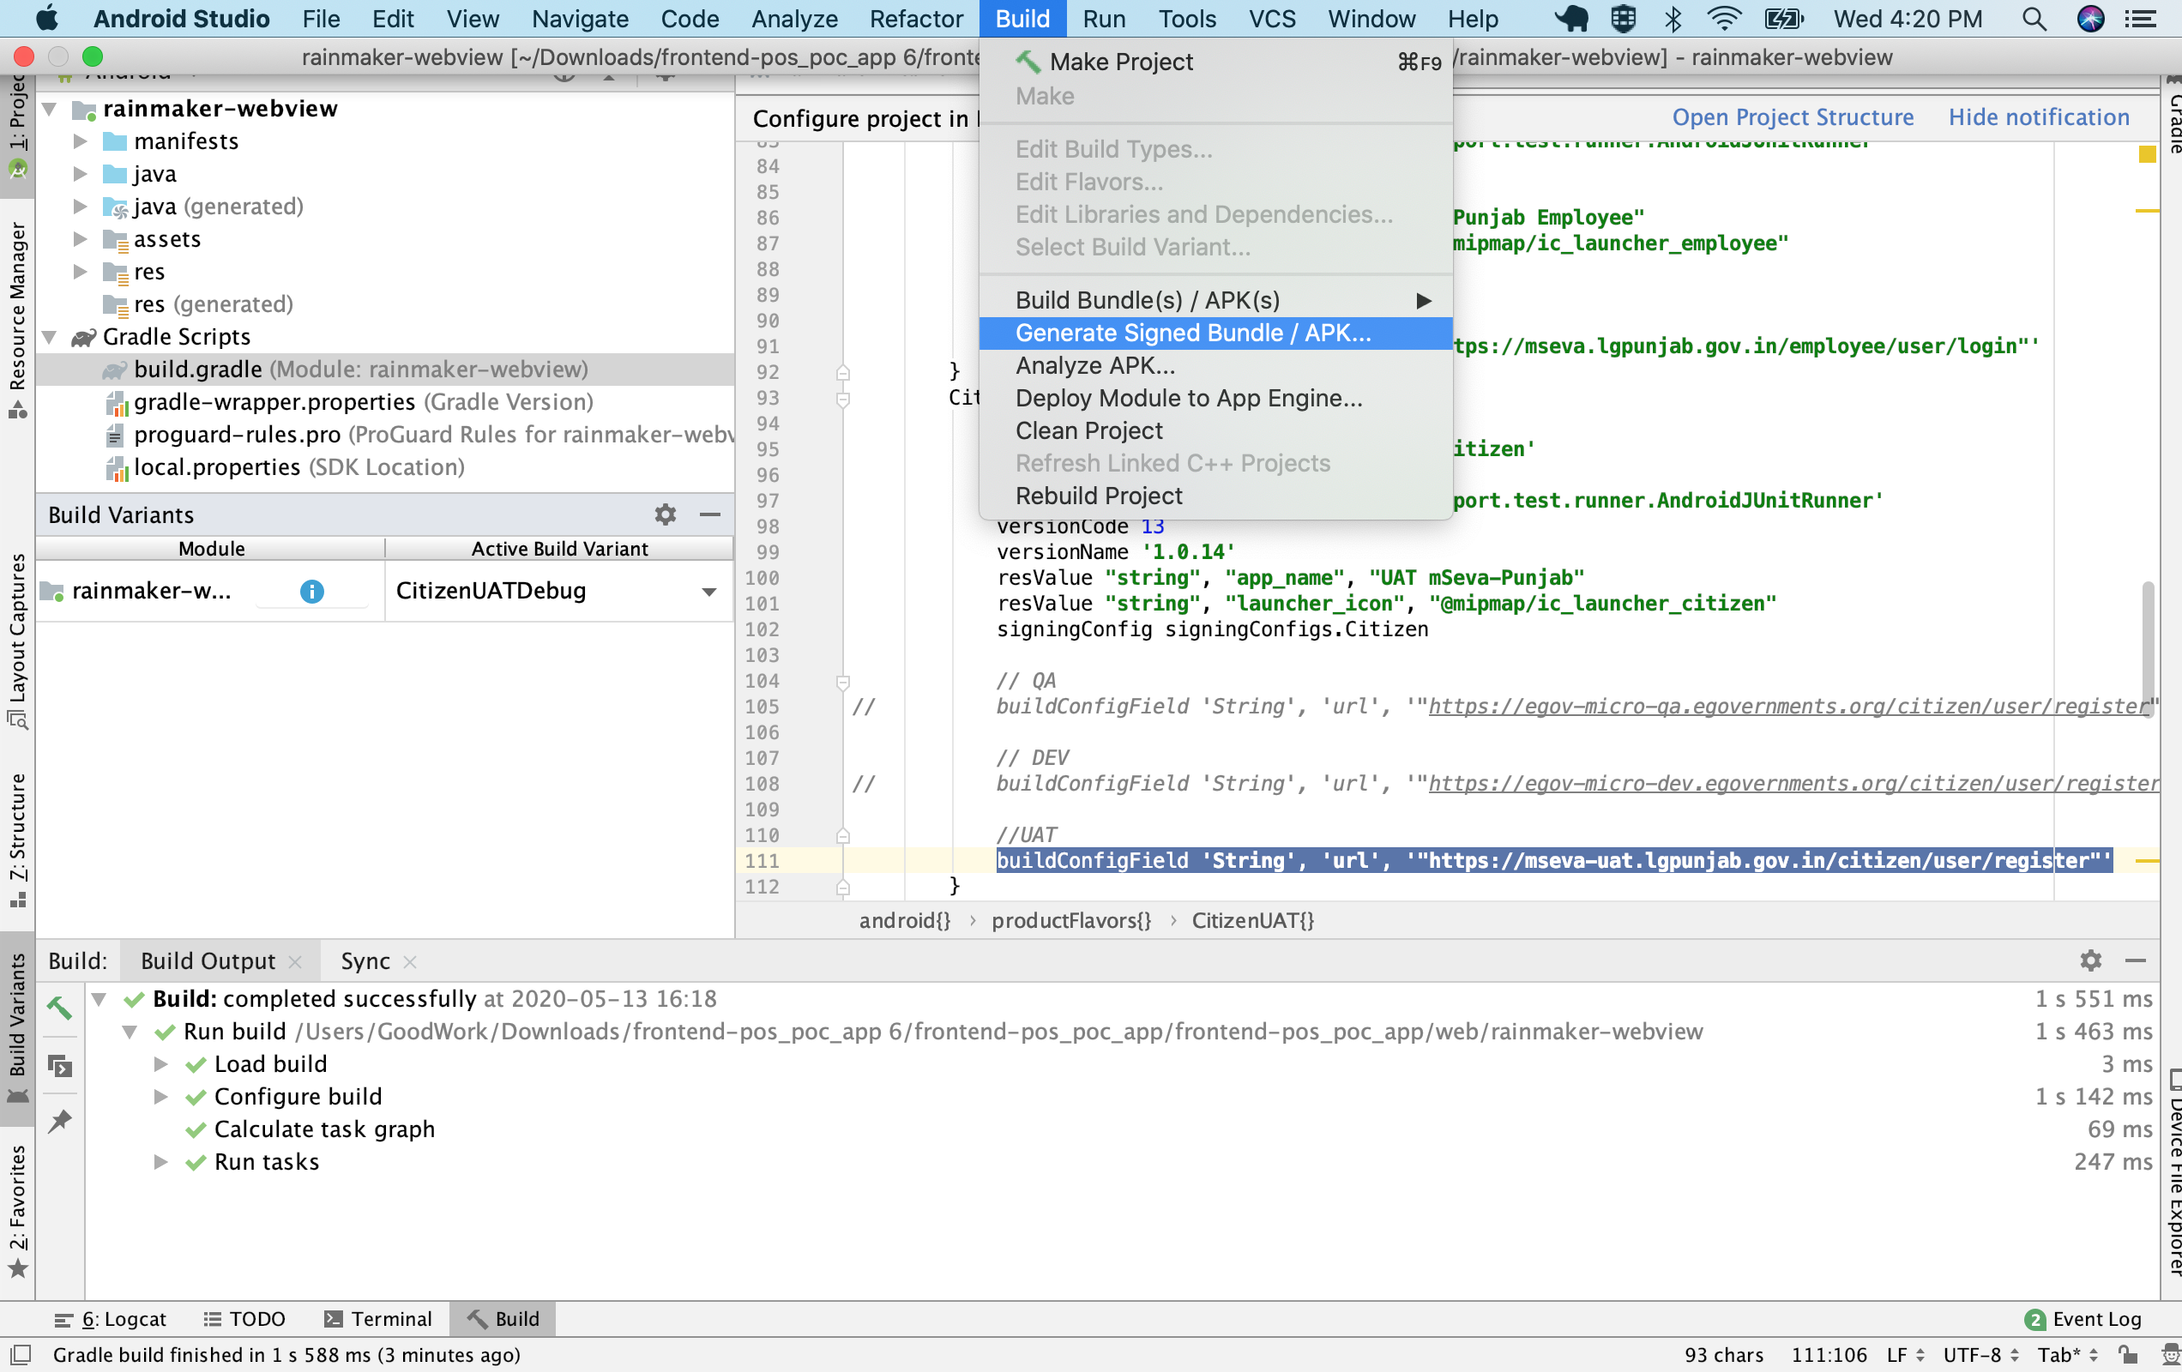 Android Studio File Edit View Navigate Code Analyze Refactor Build Run Tools VCS Window Help Wed 4:20 PM
rainmaker-webview [~/Downloads/frontend-pos_poc_app 6/fronte /rainmaker-webview] - rainmaker-webview
Make Project ⌘F9
Make
Edit Build Types...
Edit Flavors...
Edit Libraries and Dependencies...
Select Build Variant...
Build Bundle(s) / APK(s)
Generate Signed Bundle / APK...
Analyze APK...
Deploy Module to App Engine...
Clean Project
Refresh Linked C++ Projects
Rebuild Project
1: Project
Resource Manager
Layout Captures
7: Structure
Build Variants
2: Favorites
Android
rainmaker-webview
manifests
java
java (generated)
assets
res
res (generated)
Gradle Scripts
build.gradle (Module: rainmaker-webview)
gradle-wrapper.properties (Gradle Version)
proguard-rules.pro (ProGuard Rules for rainmaker-webv
local.properties (SDK Location)
Build Variants
Module Active Build Variant
rainmaker-w... CitizenUATDebug
Configure project in Open Project Structure Hide notification
83 port.test.runner.AndroidJUnitRunner
84
85
86 Punjab Employee"
87 mipmap/ic_launcher_employee"
88
89
90
91 tps://mseva.lgpunjab.gov.in/employee/user/login"'
92 }
93 Cit
94
95 itizen'
96
97 port.test.runner.AndroidJUnitRunner'
98 versionCode 13
99 versionName '1.0.14'
100 resValue "string", "app_name", "UAT mSeva-Punjab"
101 resValue "string", "launcher_icon", "@mipmap/ic_launcher_citizen"
102 signingConfig signingConfigs.Citizen
103
104 // QA
105 // buildConfigField 'String', 'url', '"https://egov-micro-qa.egovernments.org/citizen/user/register"
106
107 // DEV
108 // buildConfigField 'String', 'url', '"https://egov-micro-dev.egovernments.org/citizen/user/register
109
110 //UAT
111 buildConfigField 'String', 'url', '"https://mseva-uat.lgpunjab.gov.in/citizen/user/register"'
112 }
android{} › productFlavors{} › CitizenUAT{}
Gradle
Device File Explorer
Build: Build Output Sync
Build: completed successfully at 2020-05-13 16:18 1 s 551 ms
Run build /Users/GoodWork/Downloads/frontend-pos_poc_app 6/frontend-pos_poc_app/frontend-pos_poc_app/web/rainmaker-webview 1 s 463 ms
Load build 3 ms
Configure build 1 s 142 ms
Calculate task graph 69 ms
Run tasks 247 ms
6: Logcat TODO Terminal Build 2 Event Log
Gradle build finished in 1 s 588 ms (3 minutes ago) 93 chars 111:106 LF UTF-8 Tab*